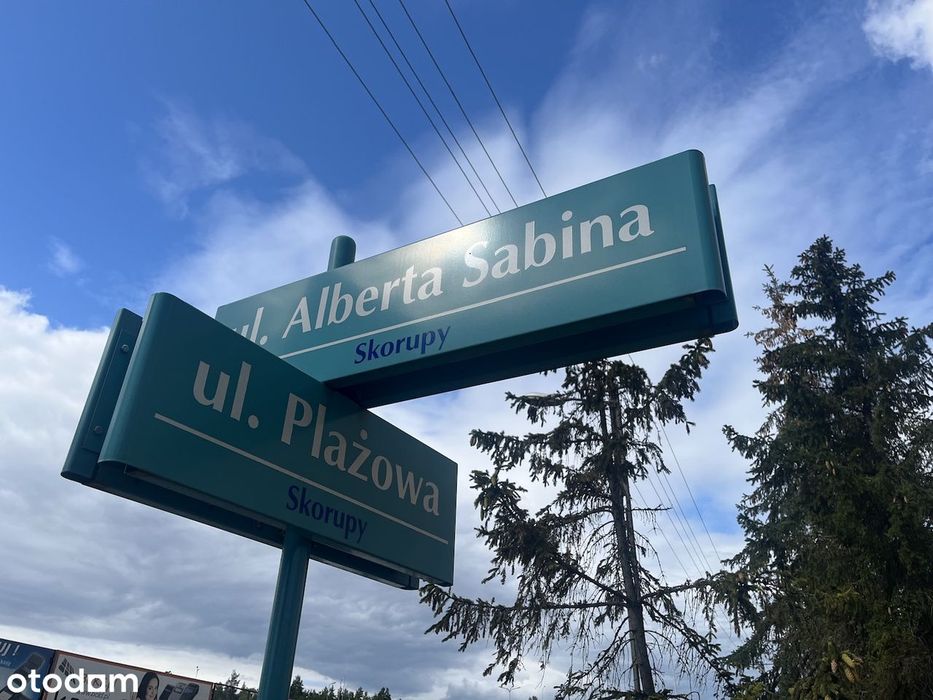 ul. Alberta Sabina
Skorupy
ul. Plażowa
Skorupy
otodom